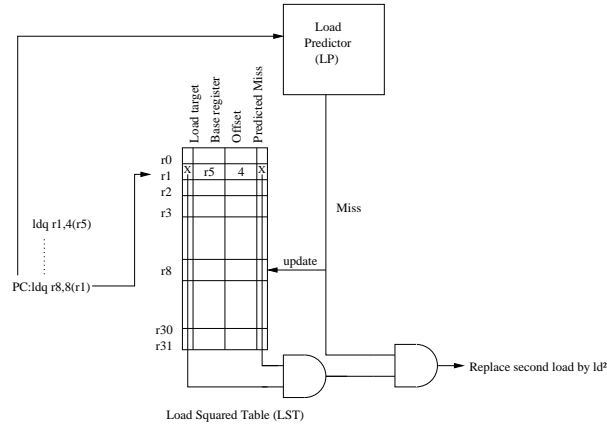 Load
Predictor
(LP)
Load target
Base register
Offset
Predicted Miss
r0
r1
X
r5
4
X
r2
r3
ldq r1,4(r5)
Miss
update
r8
PC:ldq r8,8(r1)
r30
r31
Replace second load by ld²
Load Squared Table (LST)